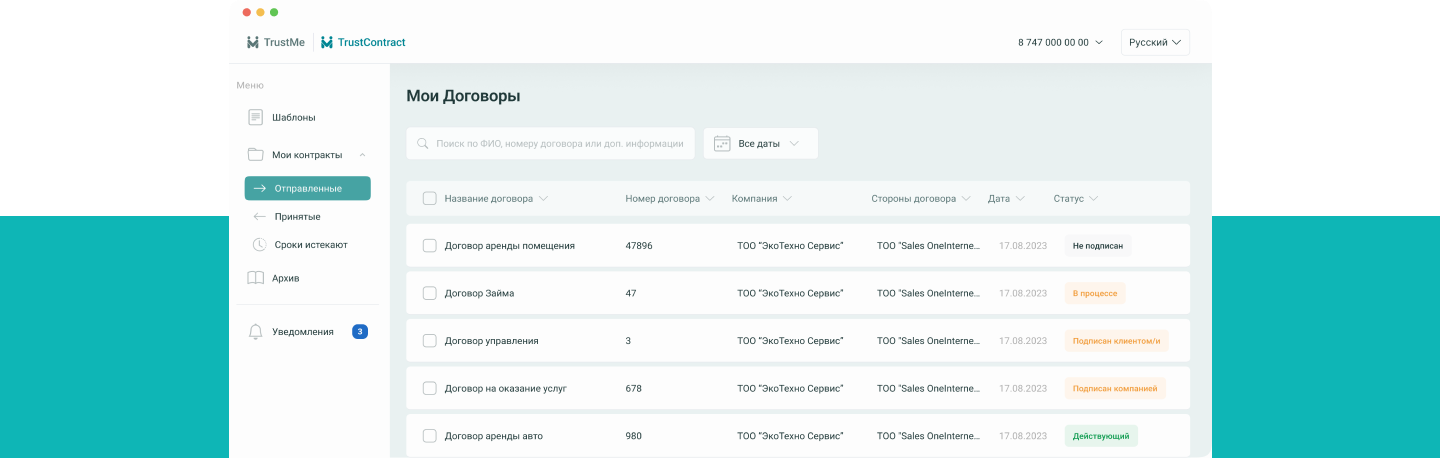 TrustMe TrustContract 8 747 000 00 00 Русский
Меню
Шаблоны
Мои контракты
Отправленные
Принятые
Сроки истекают
Архив
Уведомления 3
Мои Договоры
Поиск по ФИО, номеру договора или доп. информации Все даты
Название договора Номер договора Компания Стороны договора Дата Статус
Договор аренды помещения 47896 ТОО “ЭкоТехно Сервис” ТОО "Sales OneInterne... 17.08.2023 Не подписан
Договор Займа 47 ТОО “ЭкоТехно Сервис” ТОО "Sales OneInterne... 17.08.2023 В процессе
Договор управления 3 ТОО “ЭкоТехно Сервис” ТОО "Sales OneInterne... 17.08.2023 Подписан клиентом/и
Договор на оказание услуг 678 ТОО “ЭкоТехно Сервис” ТОО "Sales OneInterne... 17.08.2023 Подписан компанией
Договор аренды авто 980 ТОО “ЭкоТехно Сервис” ТОО "Sales OneInterne... 17.08.2023 Действующий